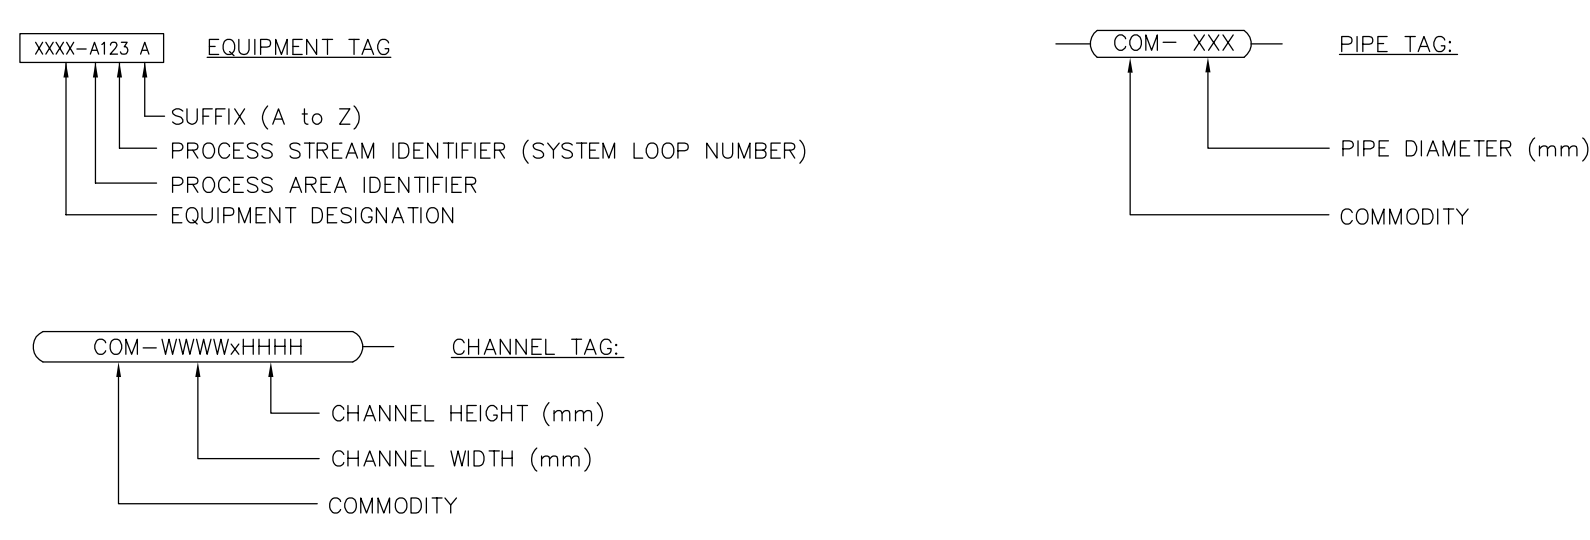 XXXX-A123 A
EQUIPMENT TAG
SUFFIX (A to Z)
PROCESS STREAM IDENTIFIER (SYSTEM LOOP NUMBER)
PROCESS AREA IDENTIFIER
EQUIPMENT DESIGNATION
COM- XXX
PIPE TAG:
PIPE DIAMETER (mm)
COMMODITY
COM-WWWWxHHHH
CHANNEL TAG:
CHANNEL HEIGHT (mm)
CHANNEL WIDTH (mm)
COMMODITY